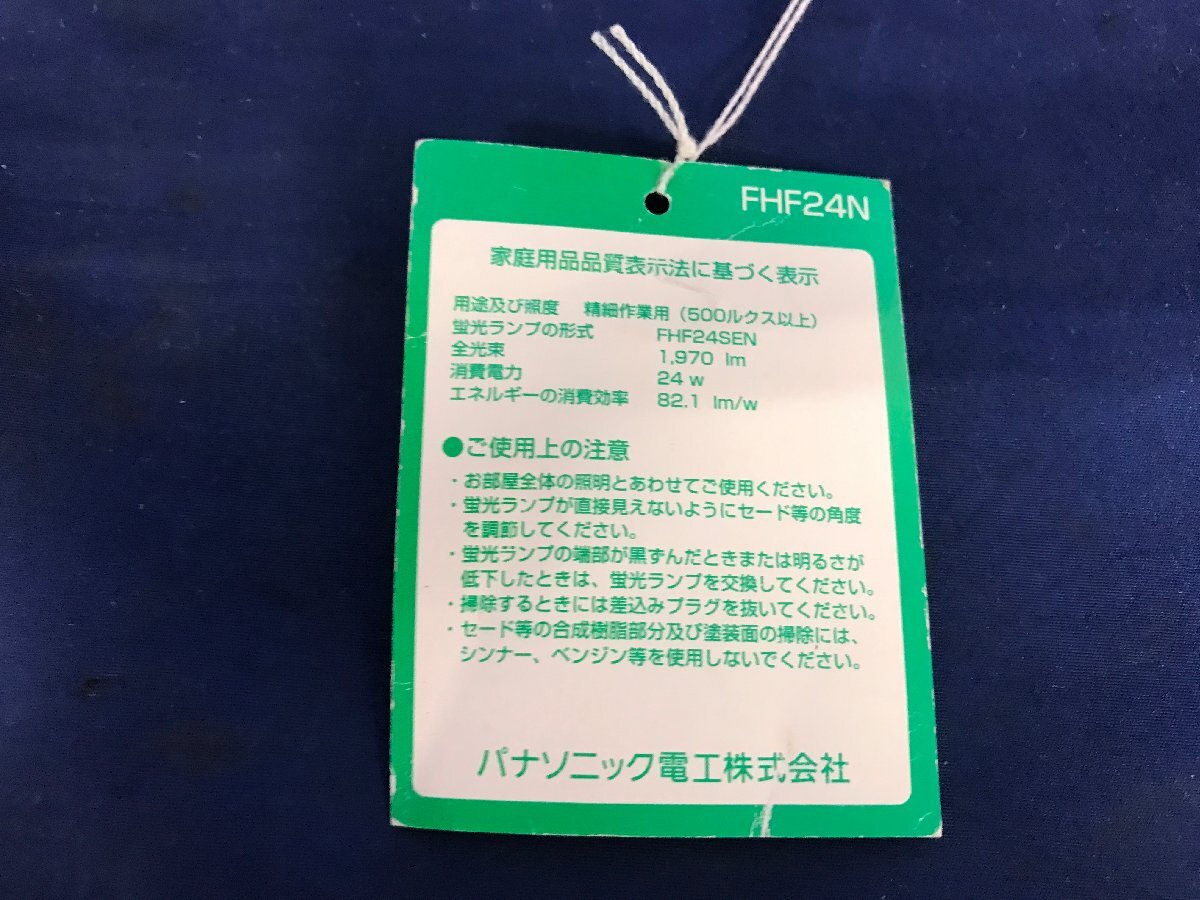 FHF24N
家庭用品品質表示法に基づく表示
用途及び照度 精細作業用(500ルクス以上)
蛍光ランプの形式 FHF24SEN
全光束 1,970 lm
消費電力 24 w
エネルギーの消費効率 82.1 lm/w
●ご使用上の注意
・お部屋全体の照明とあわせてご使用ください。
・蛍光ランプが直接見えないようにセード等の角度
を調節してください。
・蛍光ランプの端部が黒ずんだときまたは明るさが
低下したときは、蛍光ランプを交換してください。
・掃除するときには差込みプラグを抜いてください。
・セード等の合成樹脂部分及び塗装面の掃除には、
シンナー、ベンジン等を使用しないでください。
パナソニック電工株式会社